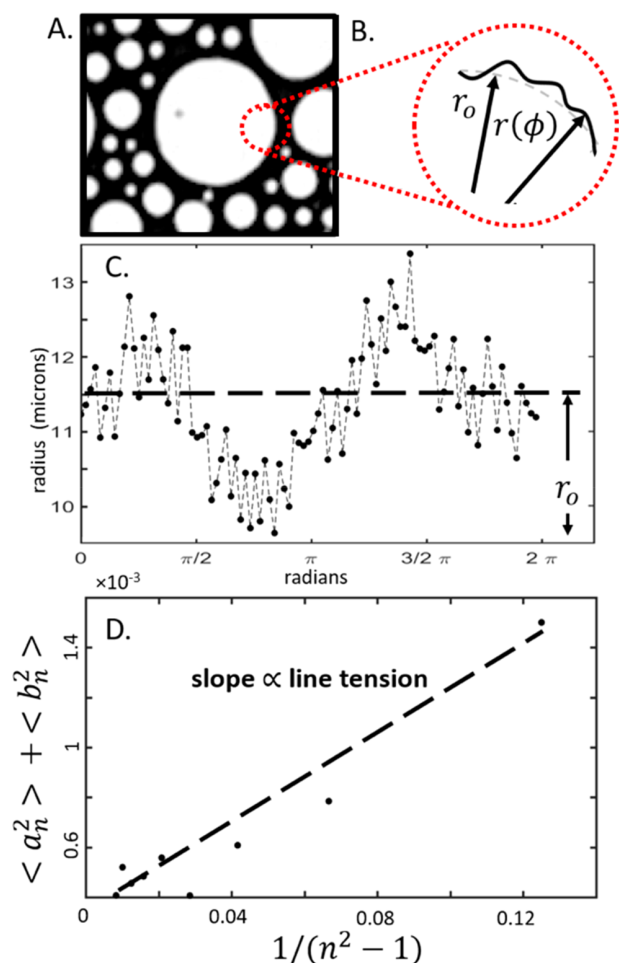 A.
B.
r_o
r(ϕ)
C.
radius (microns)
13
12
11
10
r_o
0
π/2
π
3/2 π
2 π
radians
×10⁻³
D.
slope ∝ line tension
< a_n^2 > + < b_n^2 >
1.4
1
0.6
0
0.04
0.08
0.12
1/(n² − 1)